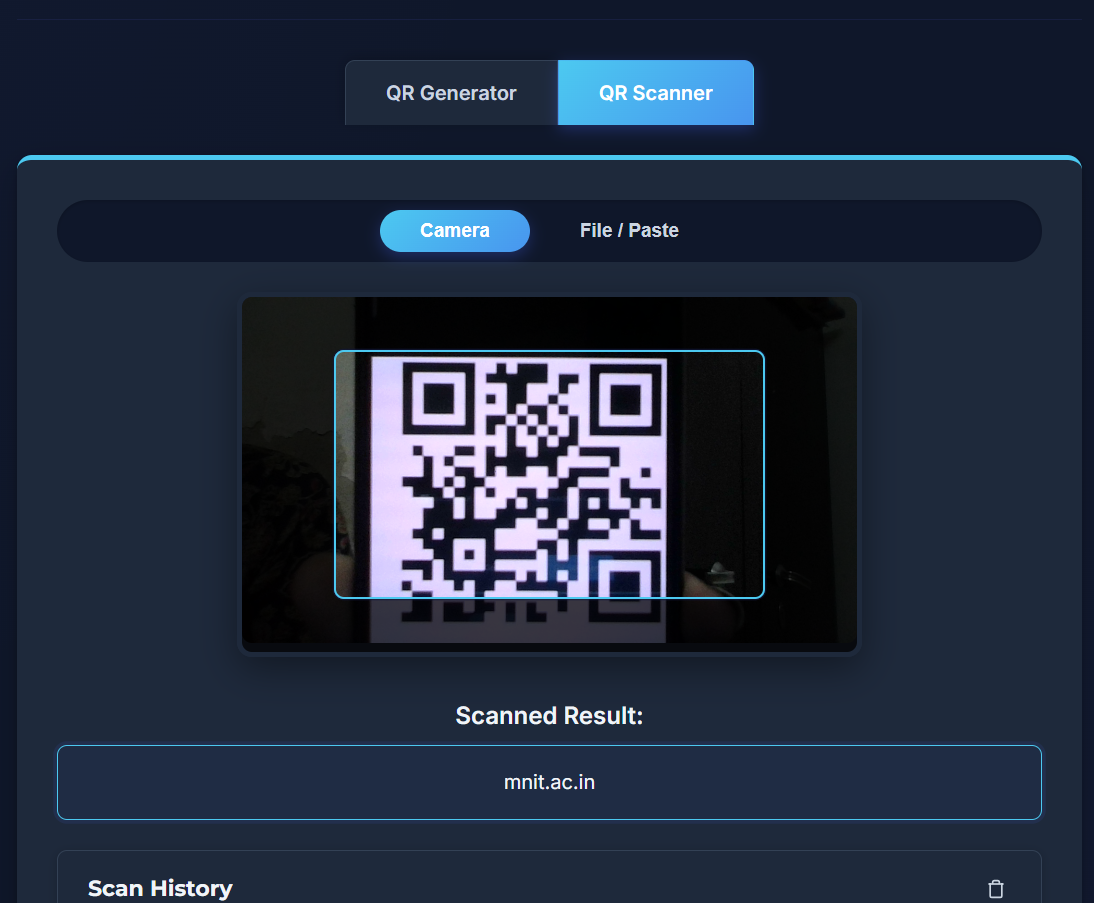 QR Generator
QR Scanner
Camera
File / Paste
Scanned Result:
mnit.ac.in
Scan History